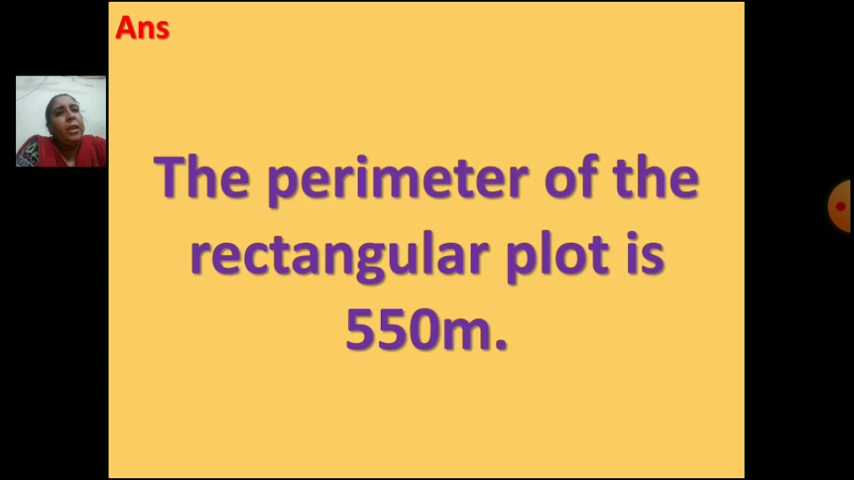 Ans
The perimeter of the
rectangular plot is
550m.